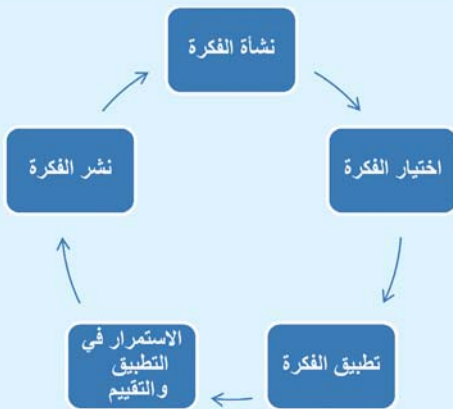 نشأة الفكرة
اختيار الفكرة
تطبيق الفكرة
الاستمرار في
التطبيق
والتقييم
نشر الفكرة